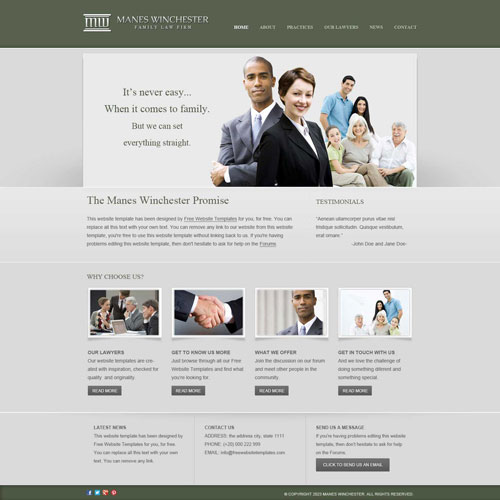 MANES WINCHESTER
FAMILY LAW FIRM
HOME ABOUT PRACTICES OUR LAWYERS NEWS CONTACT
It's never easy...
When it comes to family.
But we can set
everything straight.
The Manes Winchester Promise
This website template has been designed by Free Website Templates for you, for free. You can
replace all this text with your own text. You can remove any link to our website from this website
template, you're free to use this website template without linking back to us. If you're having
problems editing this website template, then don't hesitate to ask for help on the Forums
TESTIMONIALS
"Aenean ullamcorper purus vitae nisl
tristique sollicitudin. Quisque vestibulum,
erat ornare."
-John Doe and Jane Doe-
WHY CHOOSE US?
OUR LAWYERS
Our website templates are cre-
ated with inspiration, checked for
quality and originality.
READ MORE
GET TO KNOW US MORE
Just browse through all our Free
Website Templates and find what
you're looking for.
READ MORE
WHAT WE OFFER
Join the discussion on our forum
and meet other people in the
community.
READ MORE
GET IN TOUCH WITH US
And we love the challenge of
doing something different and
something special.
READ MORE
LATEST NEWS
This website template has been designed by
Free Website Templates for you, for free.
You can replace all this text with your own
text. You can remove any link.
CONTACT US
ADDRESS: the address city, state 1111
PHONE: (+20) 000 222 999
EMAIL: info@freewebsitetemplates.com
SEND US A MESSAGE
If you're having problems editing this website
template, then don't hesitate to ask for help
on the Forums.
CLICK TO SEND US AN EMAIL
© COPYRIGHT 2023 MANES WINCHESTER. ALL RIGHTS RESERVED.